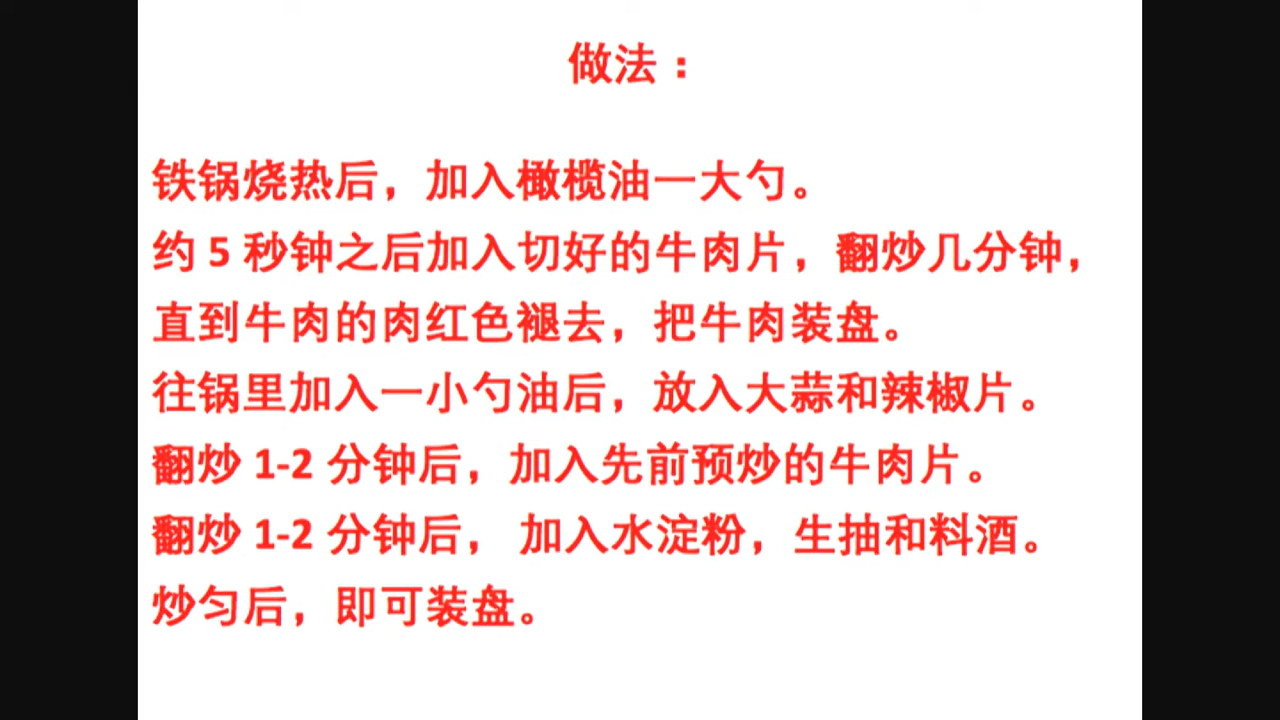 做法：
铁锅烧热后，加入橄榄油一大勺。
约 5 秒钟之后加入切好的牛肉片，翻炒几分钟，
直到牛肉的肉红色褪去，把牛肉装盘。
往锅里加入一小勺油后，放入大蒜和辣椒片。
翻炒 1-2 分钟后，加入先前预炒的牛肉片。
翻炒 1-2 分钟后， 加入水淀粉，生抽和料酒。
炒匀后，即可装盘。